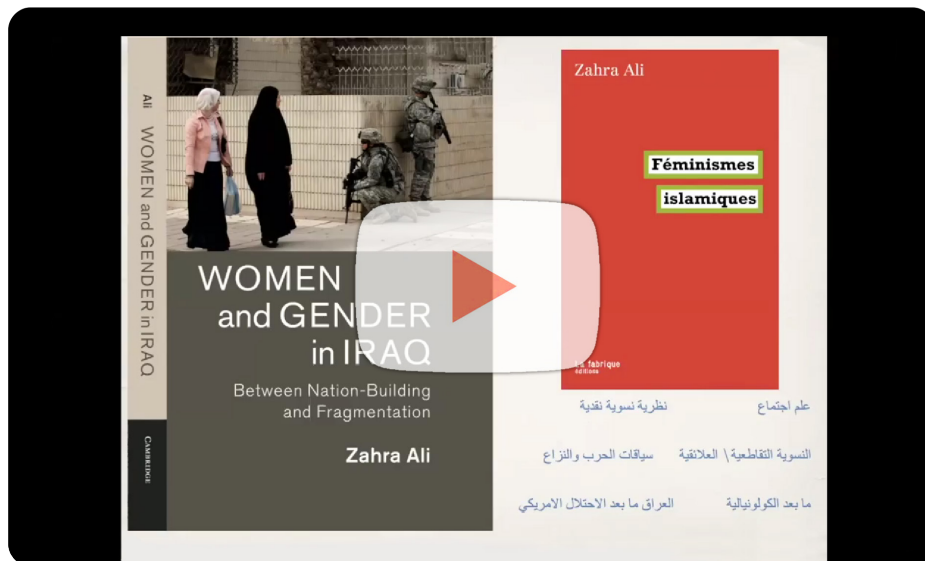 Ali WOMEN and GENDER in IRAQ
CAMBRIDGE
WOMEN
and GENDER
in IRAQ
Between Nation-Building
and Fragmentation
Zahra Ali
Zahra Ali
Féminismes
islamiques
La fabrique
éditions
علم اجتماع
نظرية نسوية نقدية
النسوية التقاطعية \ العلائقية
سياقات الحرب والنزاع
ما بعد الكولونيالية
العراق ما بعد الاحتلال الامريكي